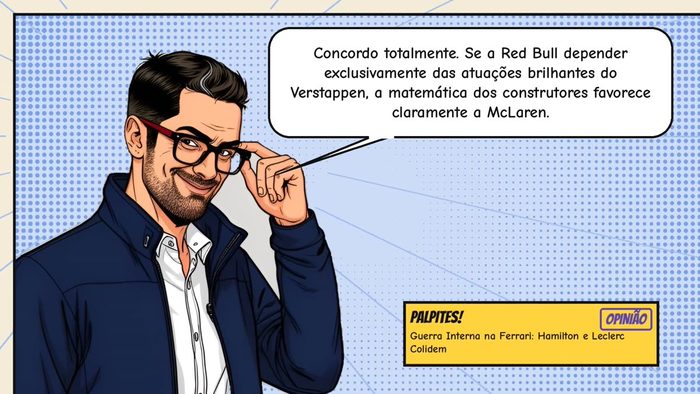 Concordo totalmente. Se a Red Bull depender
exclusivamente das atuações brilhantes do
Verstappen, a matemática dos construtores favorece
claramente a McLaren.
PALPITES!
OPINIÃO
Guerra Interna na Ferrari: Hamilton e Leclerc
Colidem